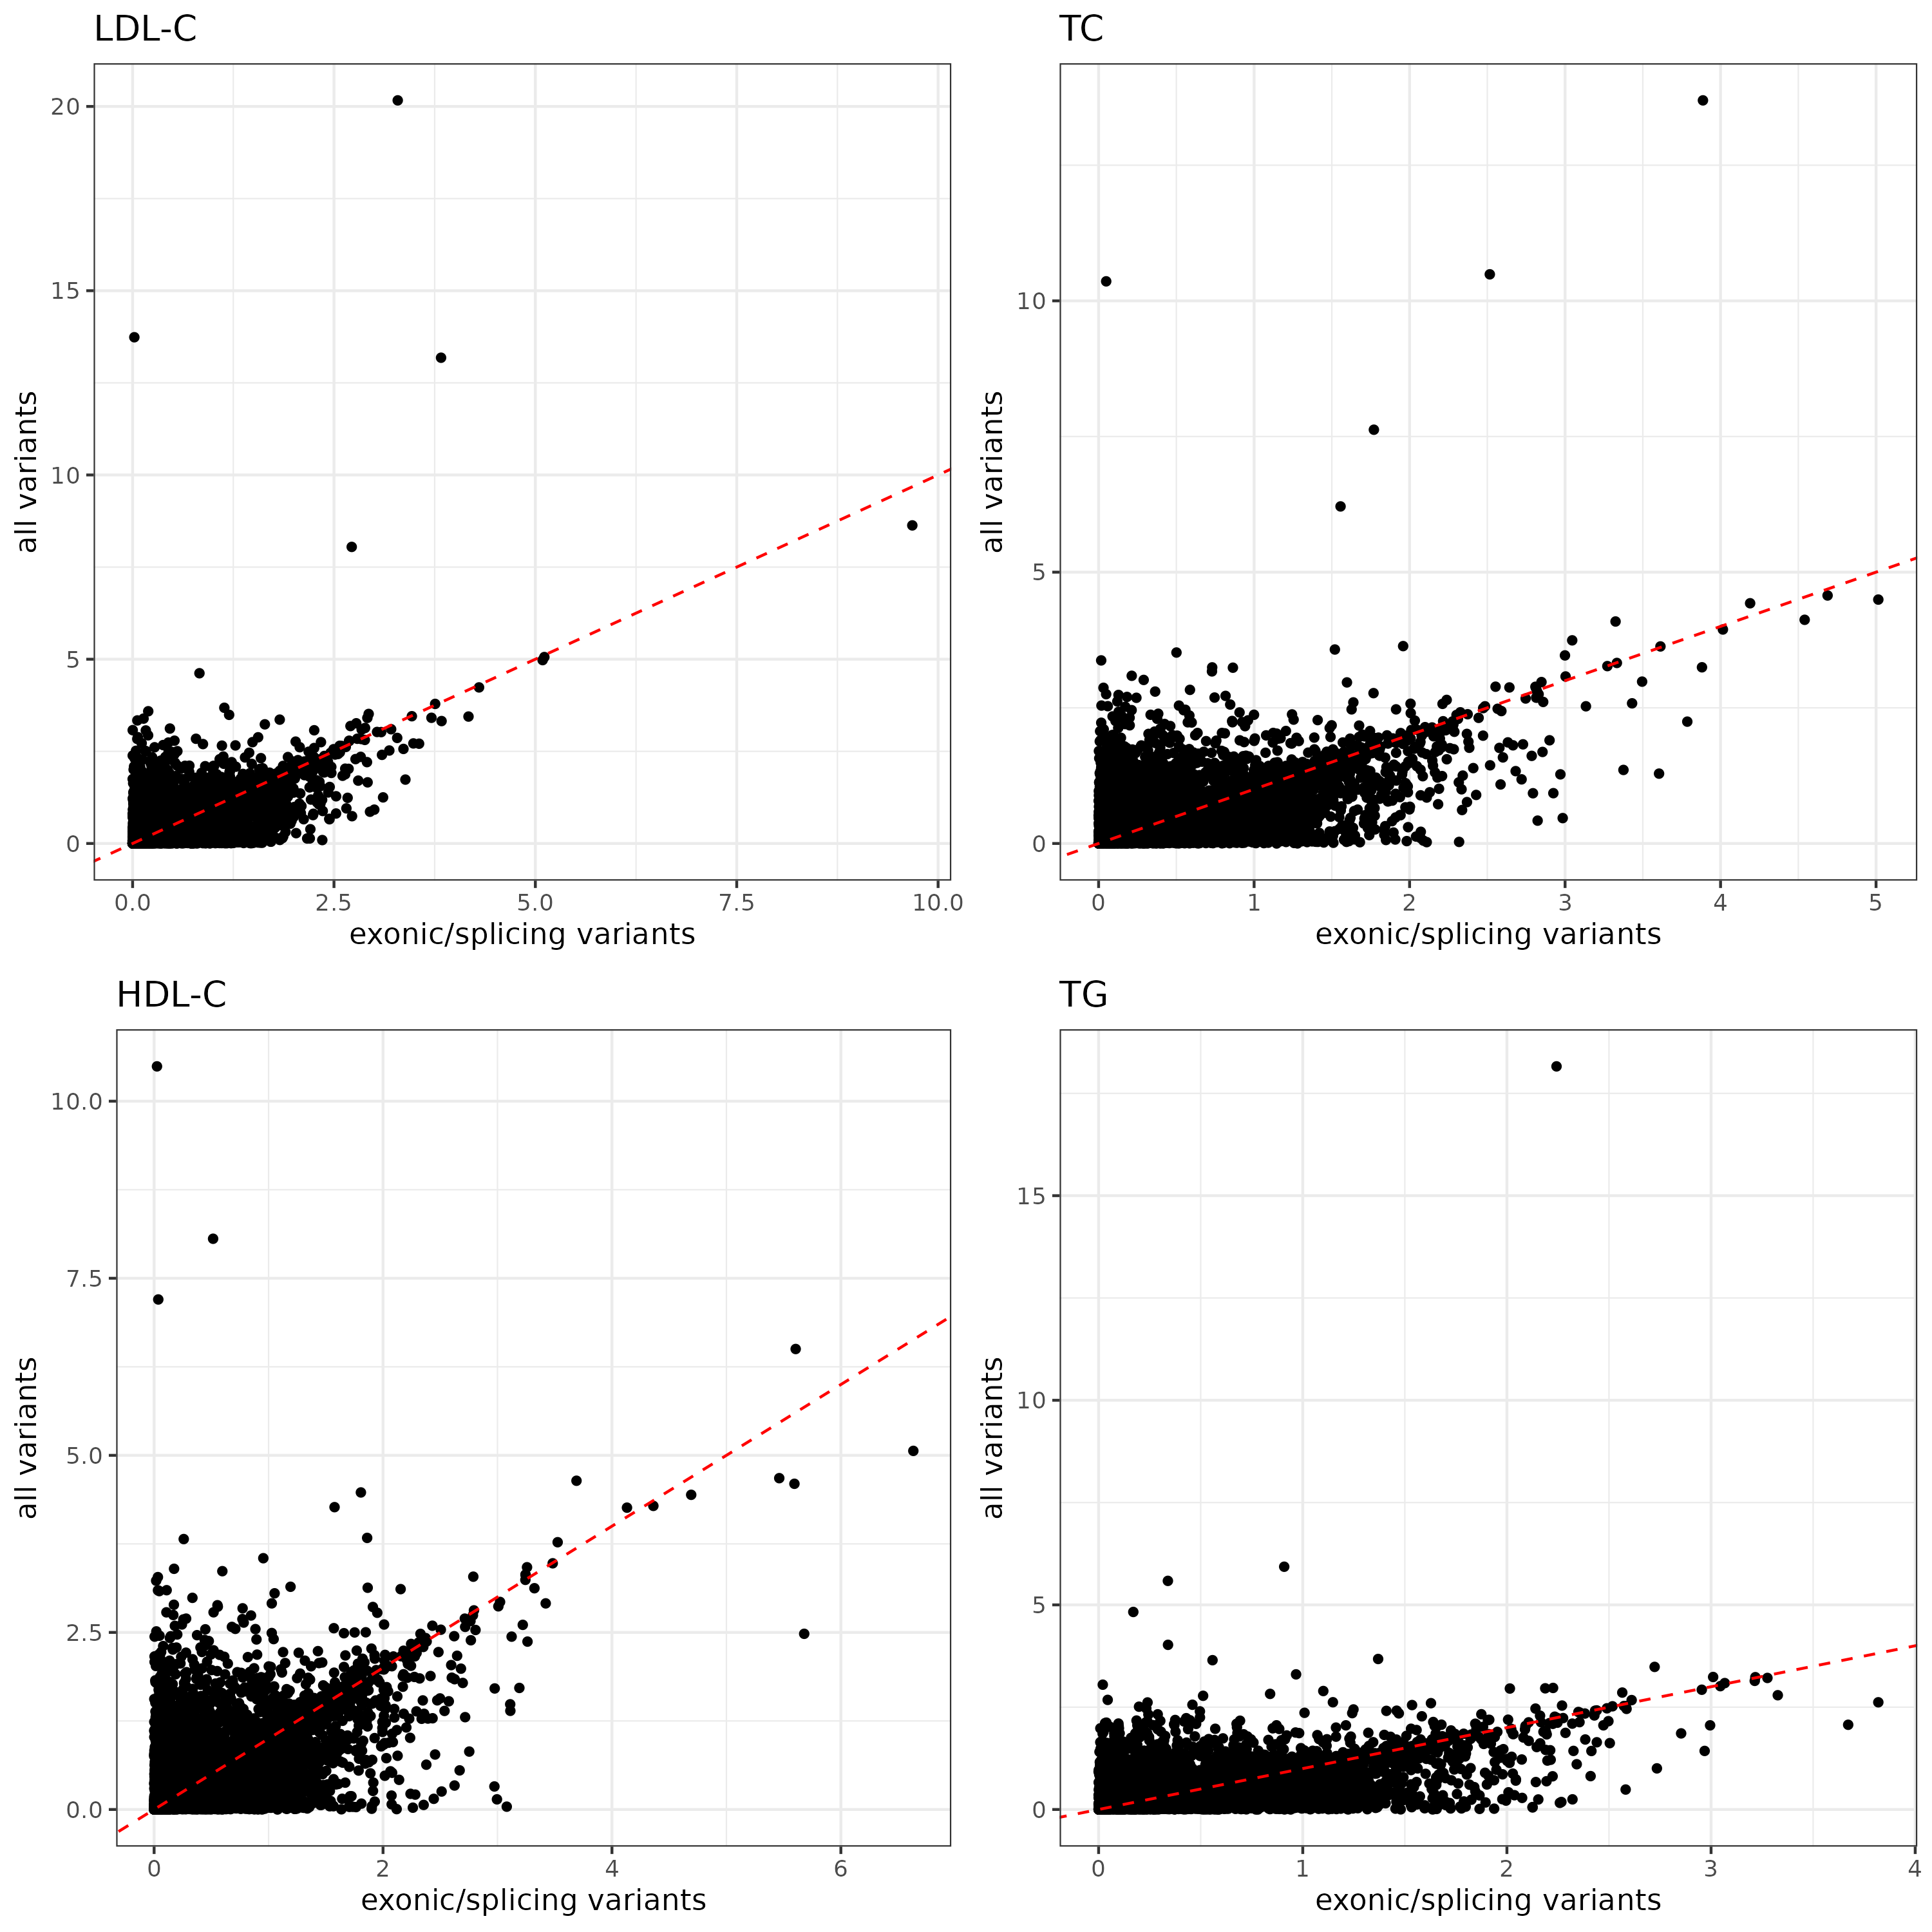 LDL-C
20
15
10
5
0
0.0 2.5 5.0 7.5 10.0
exonic/splicing variants
all variants
TC
10
5
0
0 1 2 3 4 5
exonic/splicing variants
all variants
HDL-C
10.0
7.5
5.0
2.5
0.0
0 2 4 6
exonic/splicing variants
all variants
TG
15
10
5
0
0 1 2 3 4
exonic/splicing variants
all variants